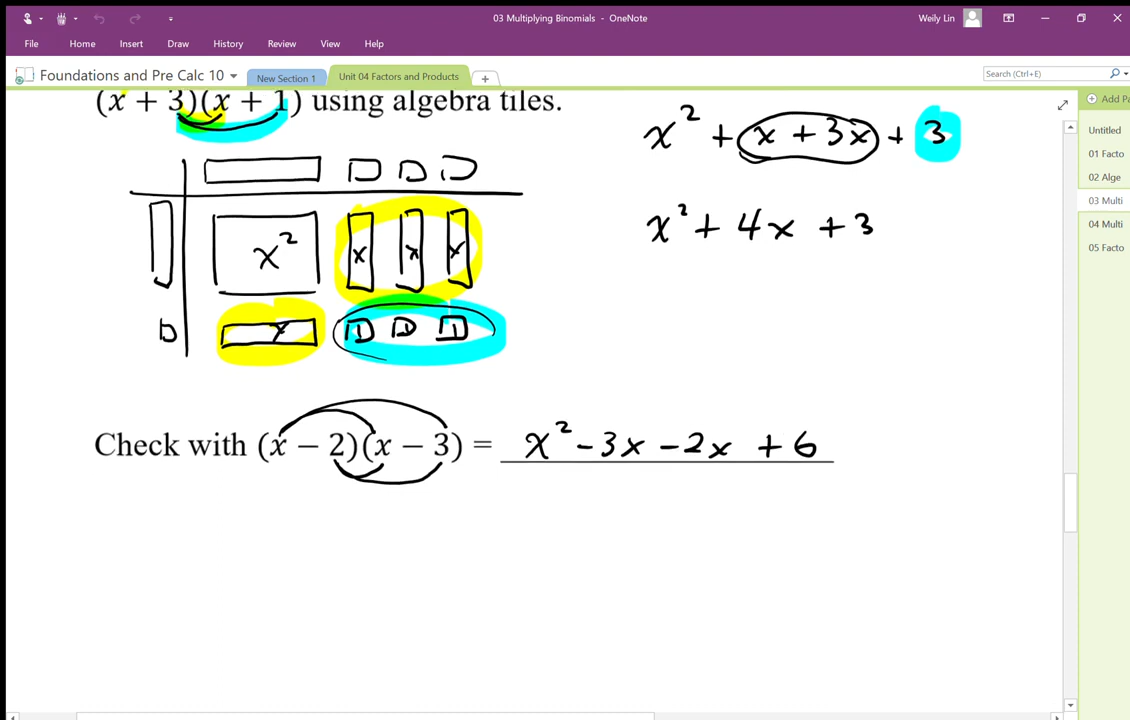 03 Multiplying Binomials - OneNote
Weily Lin
File Home Insert Draw History Review View Help
Foundations and Pre Calc 10
New Section 1
Unit 04 Factors and Products
+
Search (Ctrl+E)
Add Pa
Untitled
01 Facto
02 Alge
03 Multi
04 Multi
05 Facto
(x + 3)(x + 1) using algebra tiles.
x² + x + 3x + 3
x² + 4x + 3
x² x x x
x 1 1 1
Check with (x − 2)(x − 3) = x² - 3x - 2x + 6